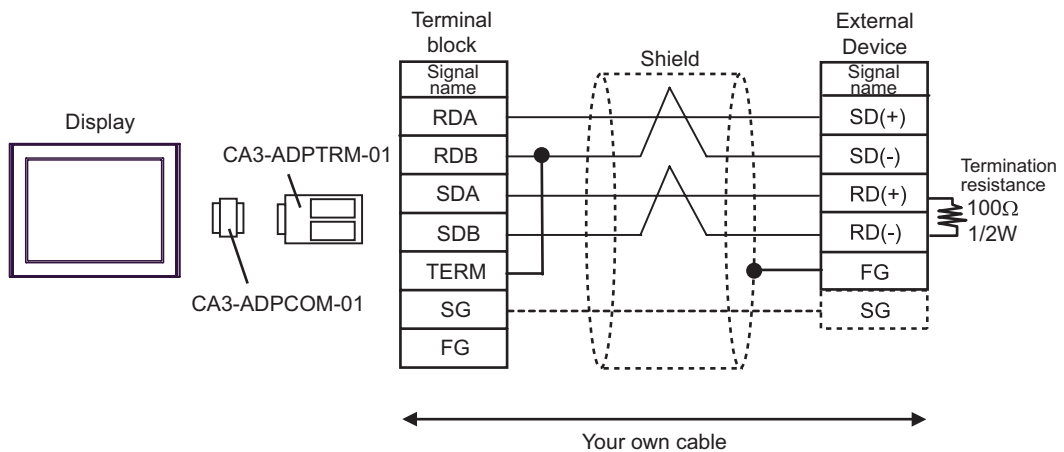 Display
CA3-ADPTRM-01
CA3-ADPCOM-01
Terminal
block
Signal
name
RDA
RDB
SDA
SDB
TERM
SG
FG
Shield
External
Device
Signal
name
SD(+)
SD(-)
RD(+)
RD(-)
FG
SG
Termination
resistance
100Ω
1/2W
Your own cable